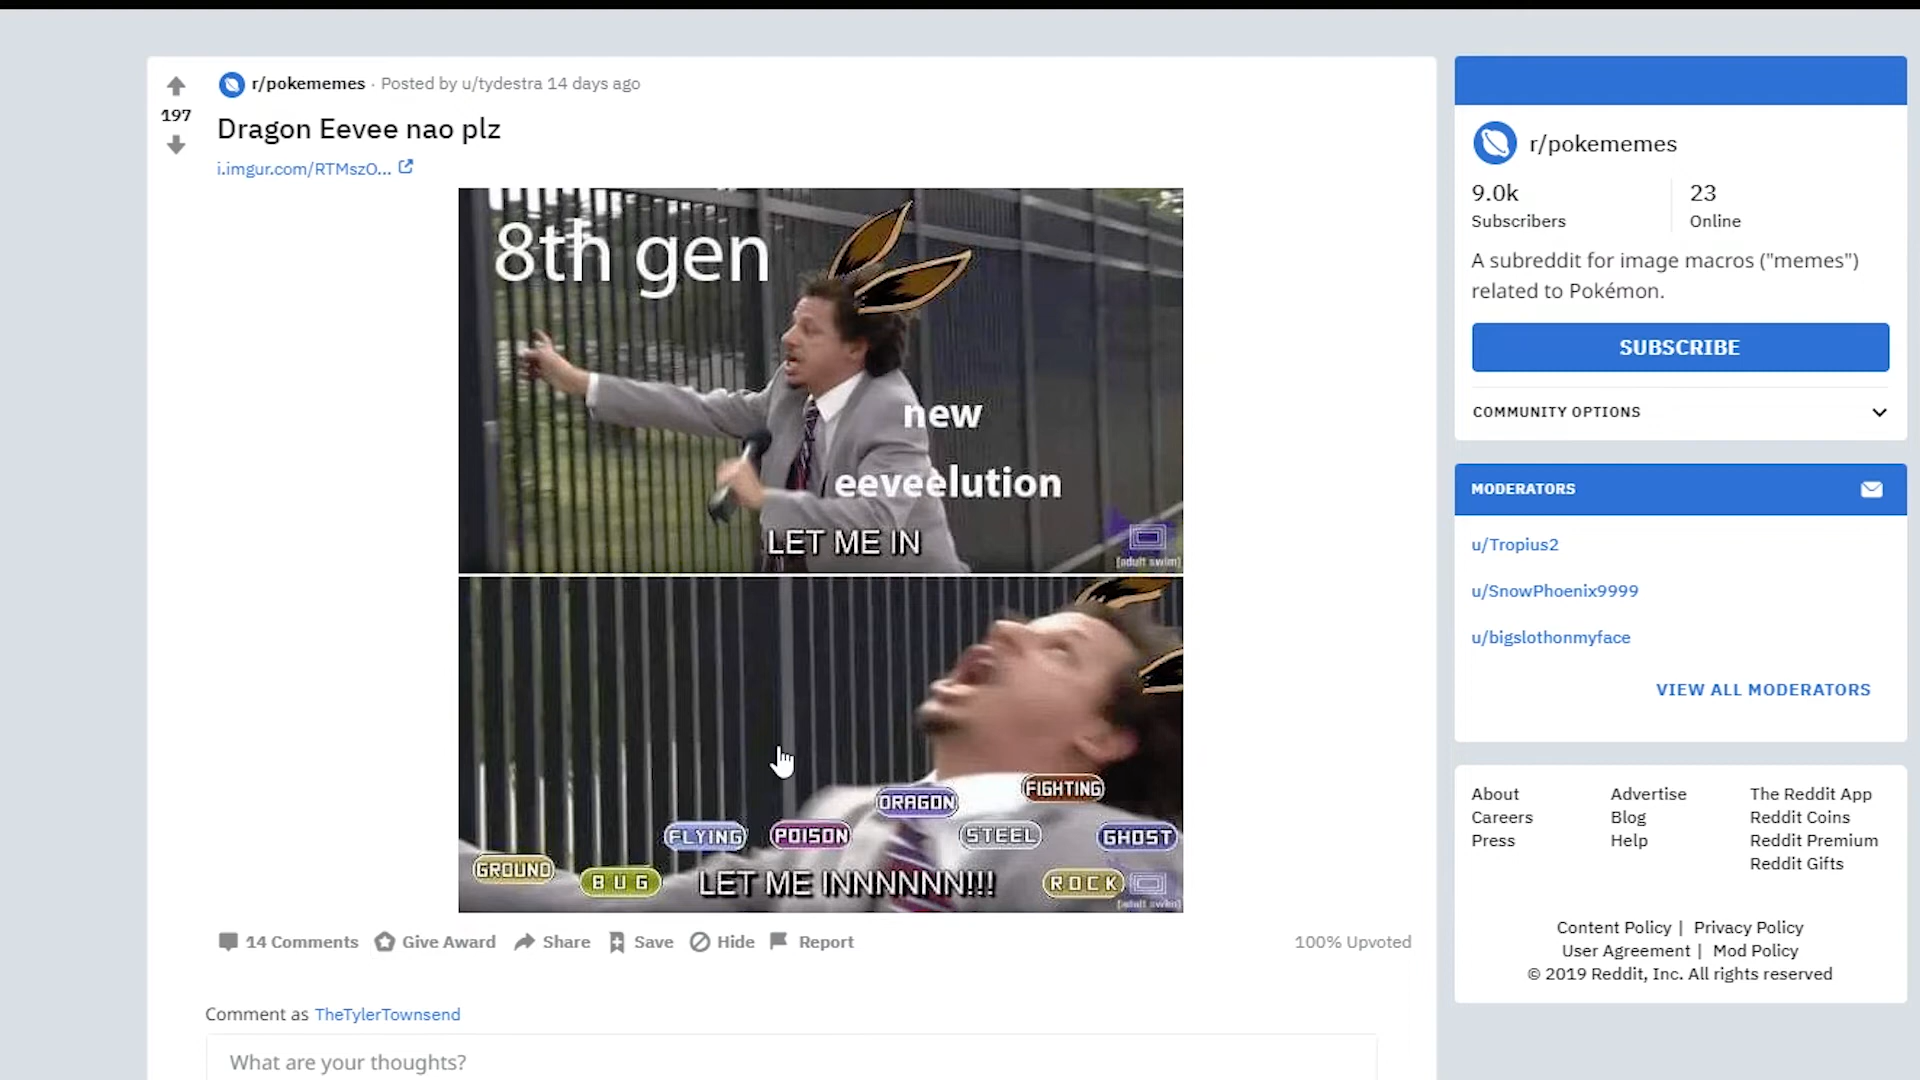 r/pokememes · Posted by u/tydestra 14 days ago
197
Dragon Eevee nao plz
i.imgur.com/RTMszO...
8th gen
new
eeveelution
LET ME IN
[adult swim]
FIGHTING
DRAGON
FLYING
POISON
STEEL
GHOST
GROUND
BUG
LET ME INNNNNN!!!
ROCK
[adult swim]
14 Comments Give Award Share Save Hide Report 100% Upvoted
Comment as TheTylerTownsend
What are your thoughts?
r/pokememes
9.0k 23
Subscribers Online
A subreddit for image macros ("memes")
related to Pokémon.
SUBSCRIBE
COMMUNITY OPTIONS
MODERATORS
u/Tropius2
u/SnowPhoenix9999
u/bigslothonmyface
VIEW ALL MODERATORS
About Advertise The Reddit App
Careers Blog Reddit Coins
Press Help Reddit Premium
Reddit Gifts
Content Policy | Privacy Policy
User Agreement | Mod Policy
© 2019 Reddit, Inc. All rights reserved